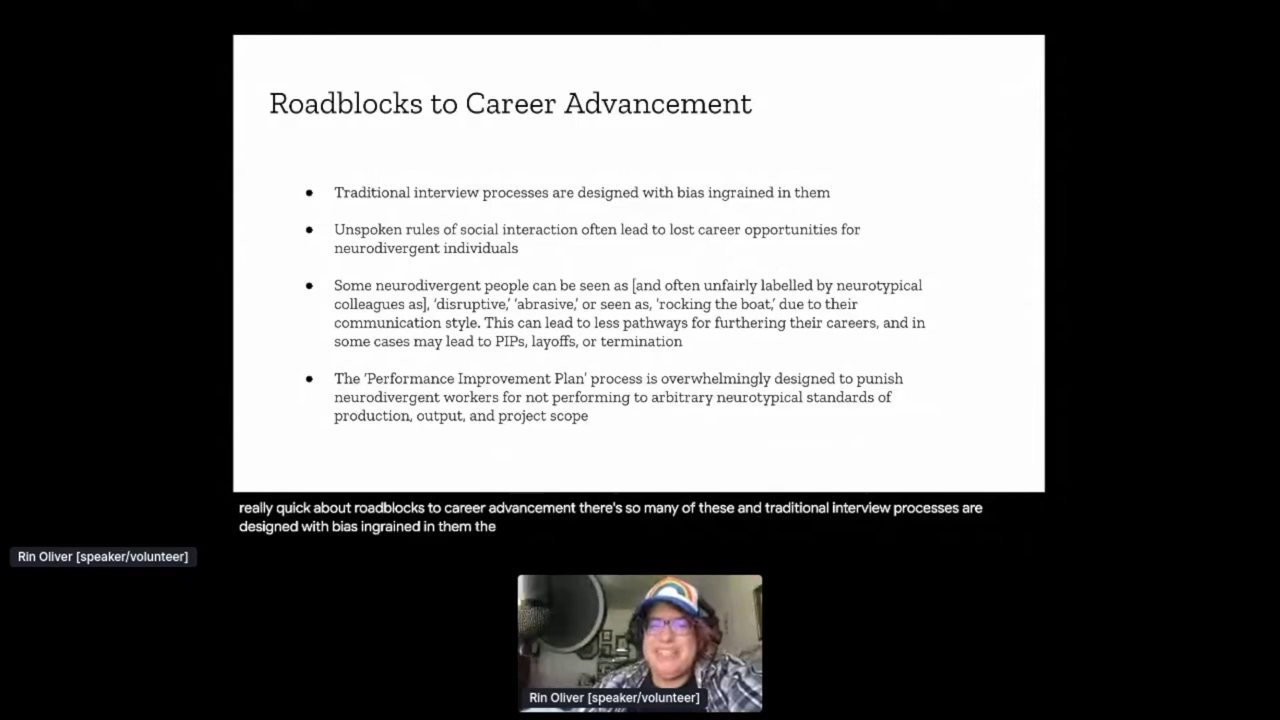 Roadblocks to Career Advancement
● Traditional interview processes are designed with bias ingrained in them
● Unspoken rules of social interaction often lead to lost career opportunities for
neurodivergent individuals
● Some neurodivergent people can be seen as [and often unfairly labelled by neurotypical
colleagues as], 'disruptive,' 'abrasive,' or seen as, 'rocking the boat,' due to their
communication style. This can lead to less pathways for furthering their careers, and in
some cases may lead to PIPs, layoffs, or termination
● The 'Performance Improvement Plan' process is overwhelmingly designed to punish
neurodivergent workers for not performing to arbitrary neurotypical standards of
production, output, and project scope
really quick about roadblocks to career advancement there's so many of these and traditional interview processes are
designed with bias ingrained in them the
Rin Oliver [speaker/volunteer]
Rin Oliver [speaker/volunteer]